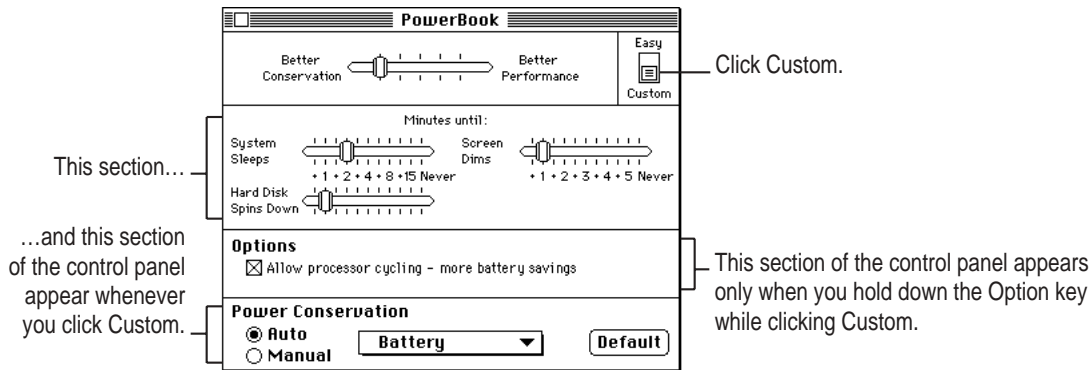 PowerBook
Better
Conservation
Better
Performance
Easy
Custom
Click Custom.
Minutes until:
System
Sleeps
Screen
Dims
• 1 • 2 • 4 • 8 •15 Never
• 1 • 2 • 3 • 4 • 5 Never
Hard Disk
Spins Down
This section…
…and this section
of the control panel
appear whenever
you click Custom.
Options
Allow processor cycling – more battery savings
This section of the control panel appears
only when you hold down the Option key
while clicking Custom.
Power Conservation
Auto
Manual
Battery
Default